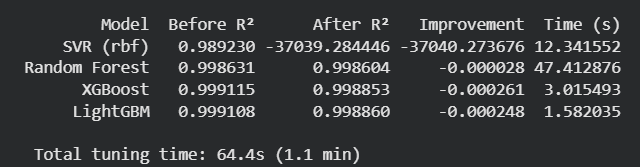 Model Before R² After R² Improvement Time (s)
SVR (rbf) 0.989230 -37039.284446 -37040.273676 12.341552
Random Forest 0.998631 0.998604 -0.000028 47.412876
XGBoost 0.999115 0.998853 -0.000261 3.015493
LightGBM 0.999108 0.998860 -0.000248 1.582035
Total tuning time: 64.4s (1.1 min)